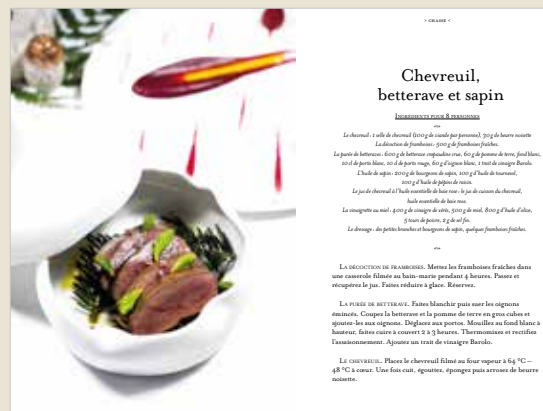 > CHASSE <
Chevreuil,
betterave et sapin
INGRÉDIENTS POUR 8 PERSONNES
Le chevreuil : 1 selle de chevreuil (100 g de viande par personne), 30 g de beurre noisette
La décoction de framboises : 500 g de framboises fraîches.
La purée de betteraves : 600 g de betterave crapaudine crue, 60 g de pomme de terre, fond blanc,
10 cl de porto blanc, 10 cl de porto rouge, 60 g d'oignon blanc, 1 trait de vinaigre Barolo.
L'huile de sapin : 200 g de bourgeons de sapin, 100 g d'huile de tournesol,
100 g d'huile de pépins de raisin.
Le jus de chevreuil à l'huile essentielle de baie rose : le jus de cuisson du chevreuil,
huile essentielle de baie rose.
La vinaigrette au miel : 400 g de vinaigre de xérès, 500 g de miel, 800 g d'huile d'olive,
5 tours de poivre, 2 g de sel fin.
Le dressage : des petites branches et bourgeons de sapin, quelques framboises fraîches.
LA DÉCOCTION DE FRAMBOISES. Mettez les framboises fraîches dans
une casserole filmée au bain-marie pendant 4 heures. Passez et
récupérez le jus. Faites réduire à glace. Réservez.
LA PURÉE DE BETTERAVE. Faites blanchir puis suer les oignons
émincés. Coupez la betterave et la pomme de terre en gros cubes et
ajoutez-les aux oignons. Déglacez aux portos. Mouillez au fond blanc à
hauteur, faites cuire à couvert 2 à 3 heures. Thermomixez et rectifiez
l'assaisonnement. Ajoutez un trait de vinaigre Barolo.
LE CHEVREUIL. Placez le chevreuil filmé au four vapeur à 64 °C –
48 °C à cœur. Une fois cuit, égouttez, épongez puis arrosez de beurre
noisette.